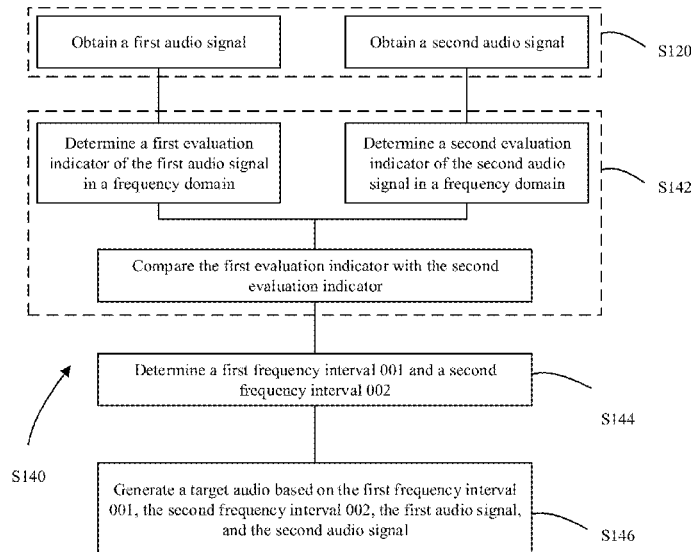 Obtain a first audio signal
Obtain a second audio signal
S120
Determine a first evaluation
indicator of the first audio signal
in a frequency domain
Determine a second evaluation
indicator of the second audio
signal in a frequency domain
S142
Compare the first evaluation indicator with the second
evaluation indicator
Determine a first frequency interval 001 and a second
frequency interval 002
S144
S140
Generate a target audio based on the first frequency interval
001, the second frequency interval 002, the first audio signal,
and the second audio signal
S146